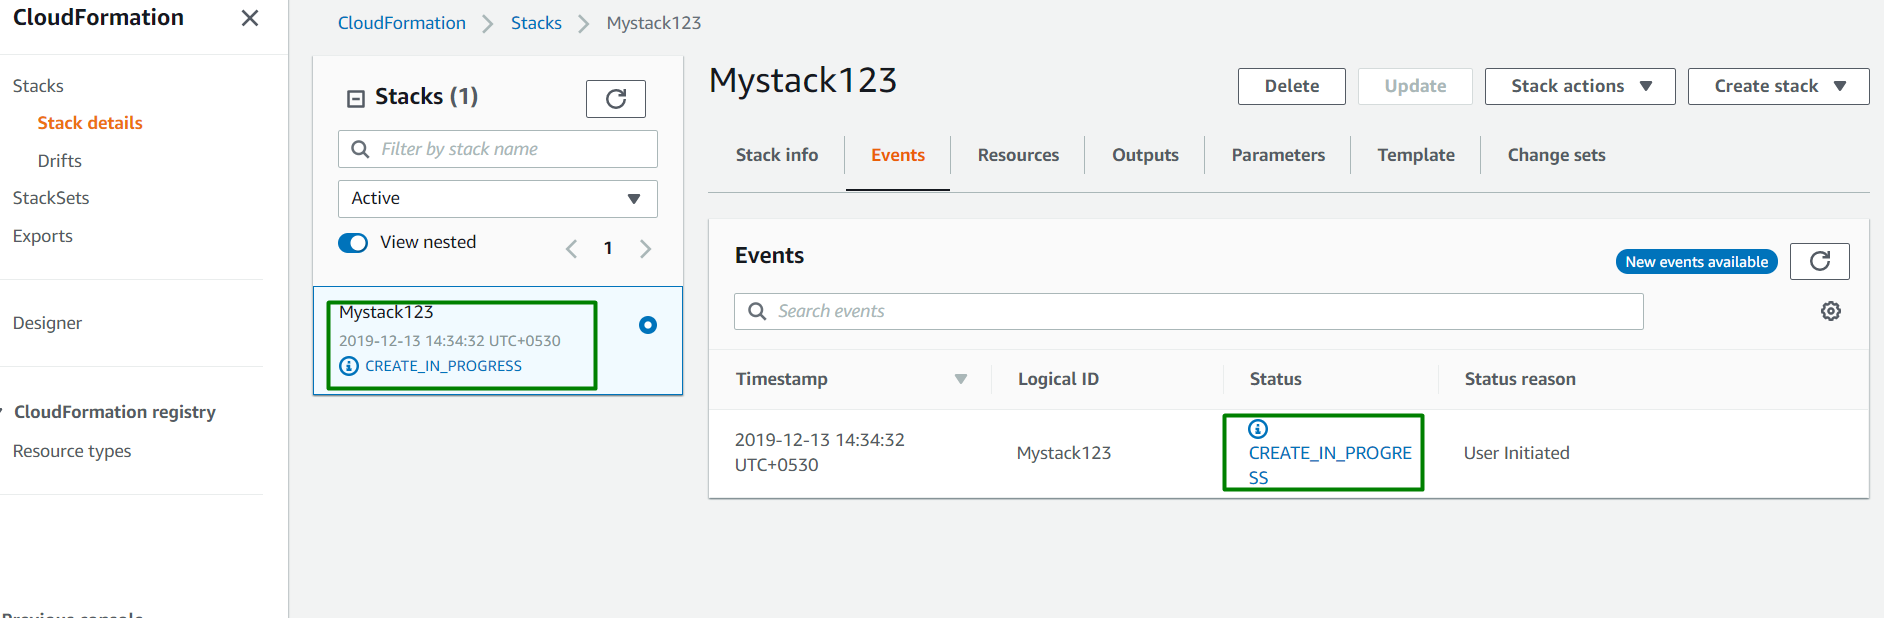 CloudFormation
Stacks
Stack details
Drifts
StackSets
Exports
Designer
CloudFormation registry
Resource types
Previous console
CloudFormation > Stacks > Mystack123
Stacks (1)
Filter by stack name
Active
View nested
1
Mystack123
2019-12-13 14:34:32 UTC+0530
CREATE_IN_PROGRESS
Mystack123
Delete
Update
Stack actions
Create stack
Stack info
Events
Resources
Outputs
Parameters
Template
Change sets
Events
New events available
Search events
Timestamp
Logical ID
Status
Status reason
2019-12-13 14:34:32
UTC+0530
Mystack123
CREATE_IN_PROGRE
SS
User Initiated